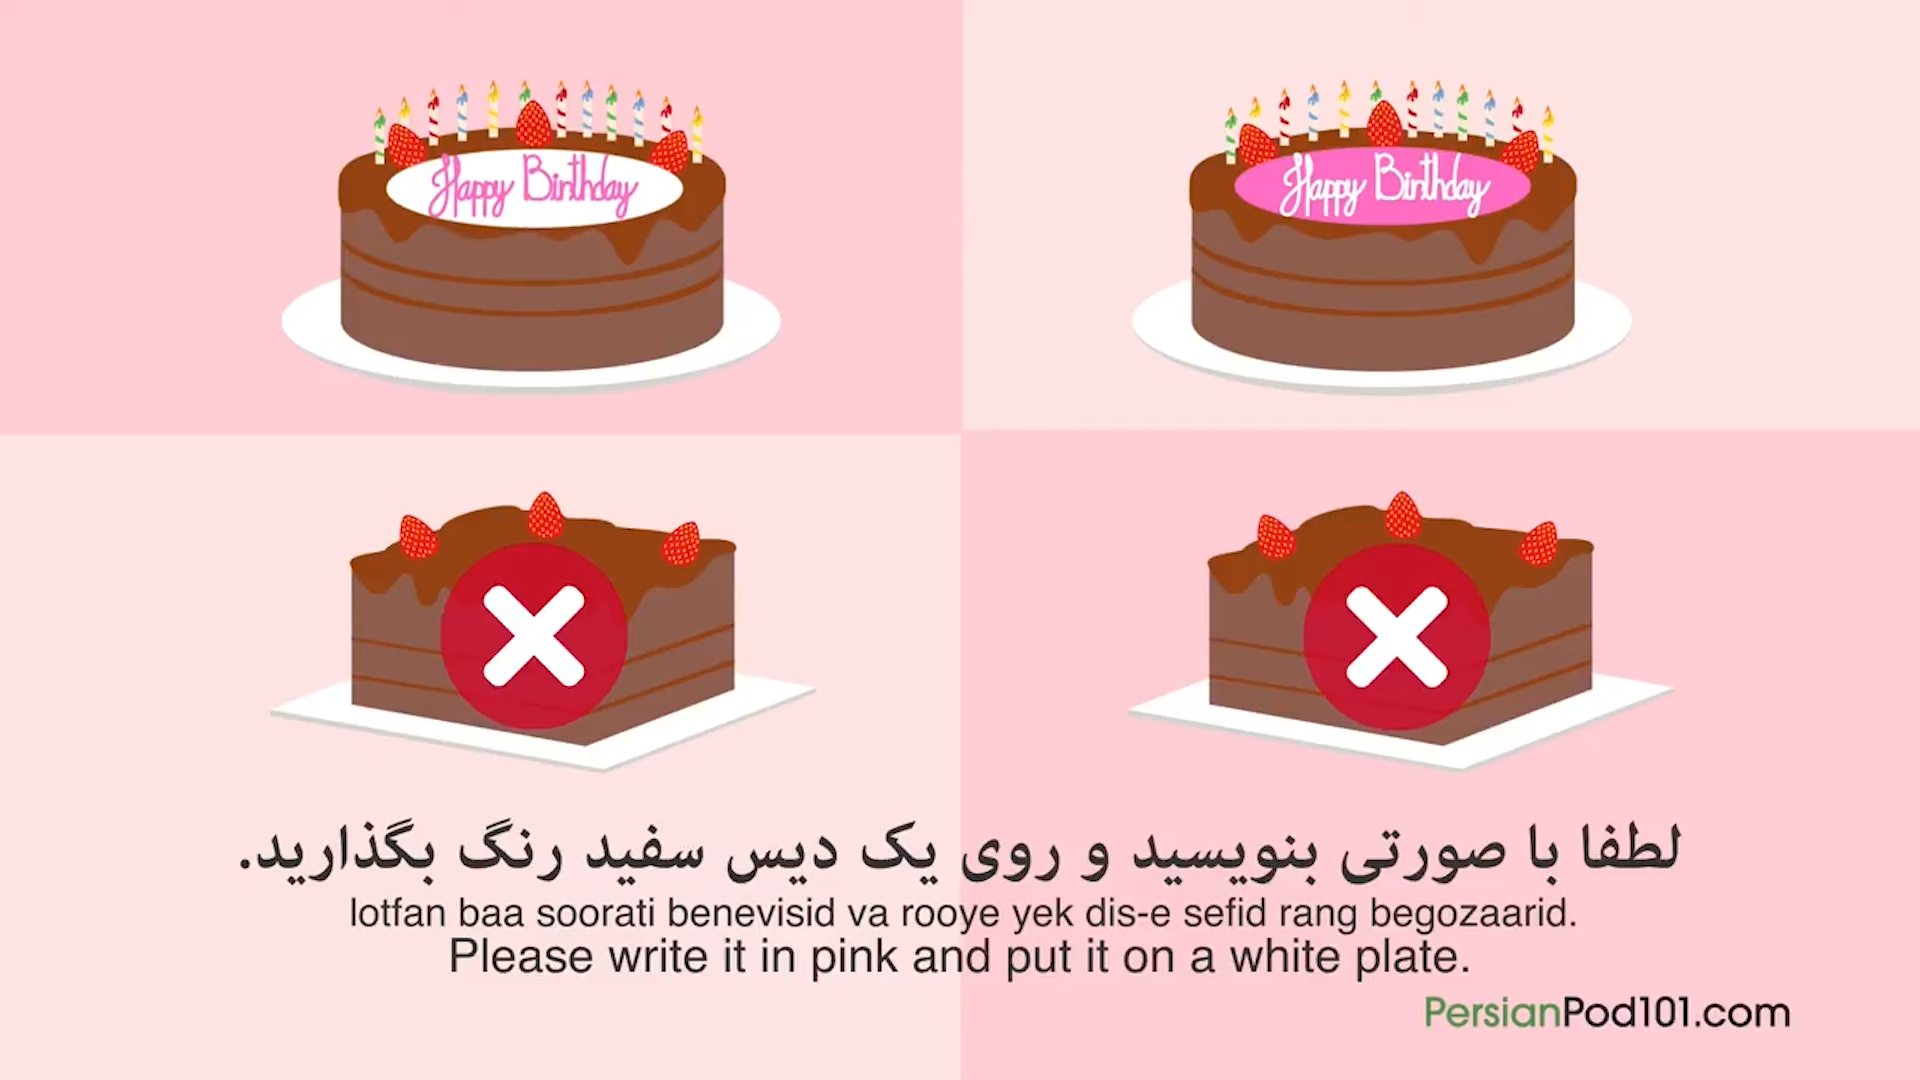 Happy Birthday
Happy Birthday
لطفا با صورتی بنویسید و روی یک دیس سفید رنگ بگذارید.
lotfan baa soorati benevisid va rooye yek dis-e sefid rang begozaarid.
Please write it in pink and put it on a white plate.
PersianPod101.com